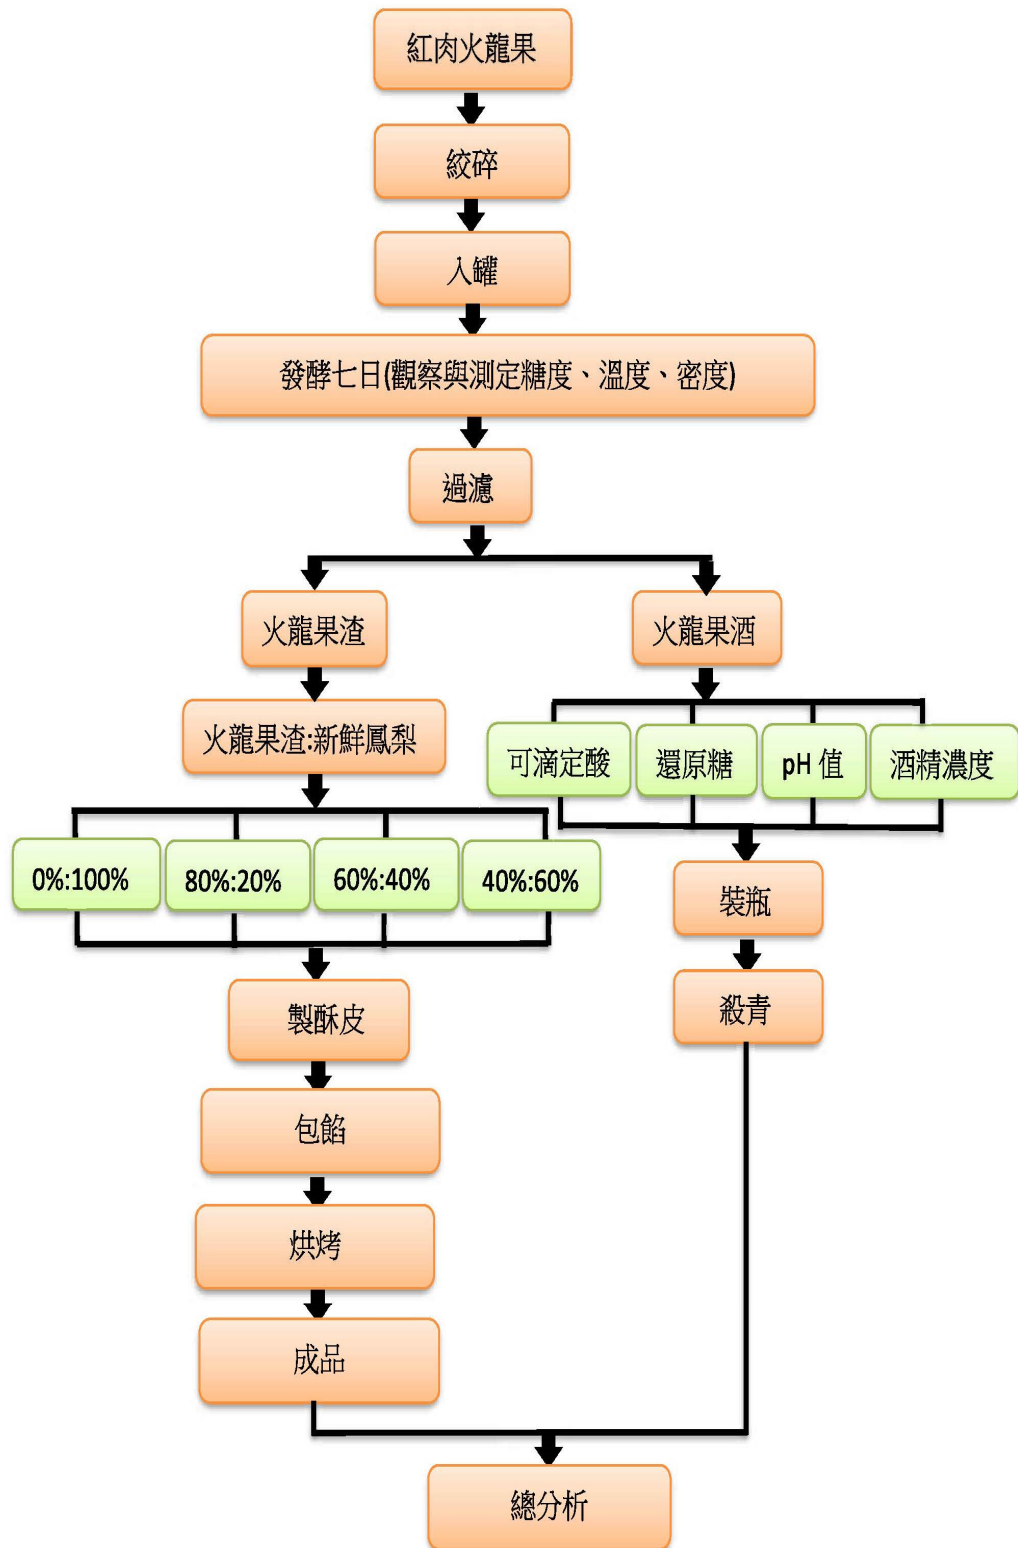 紅肉火龍果
絞碎
入罐
發酵七日(觀察與測定糖度、溫度、密度)
過濾
火龍果渣
火龍果酒
火龍果渣:新鮮鳳梨
可滴定酸
還原糖
pH 值
酒精濃度
0%:100%
80%:20%
60%:40%
40%:60%
裝瓶
製酥皮
殺青
包餡
烘烤
成品
總分析